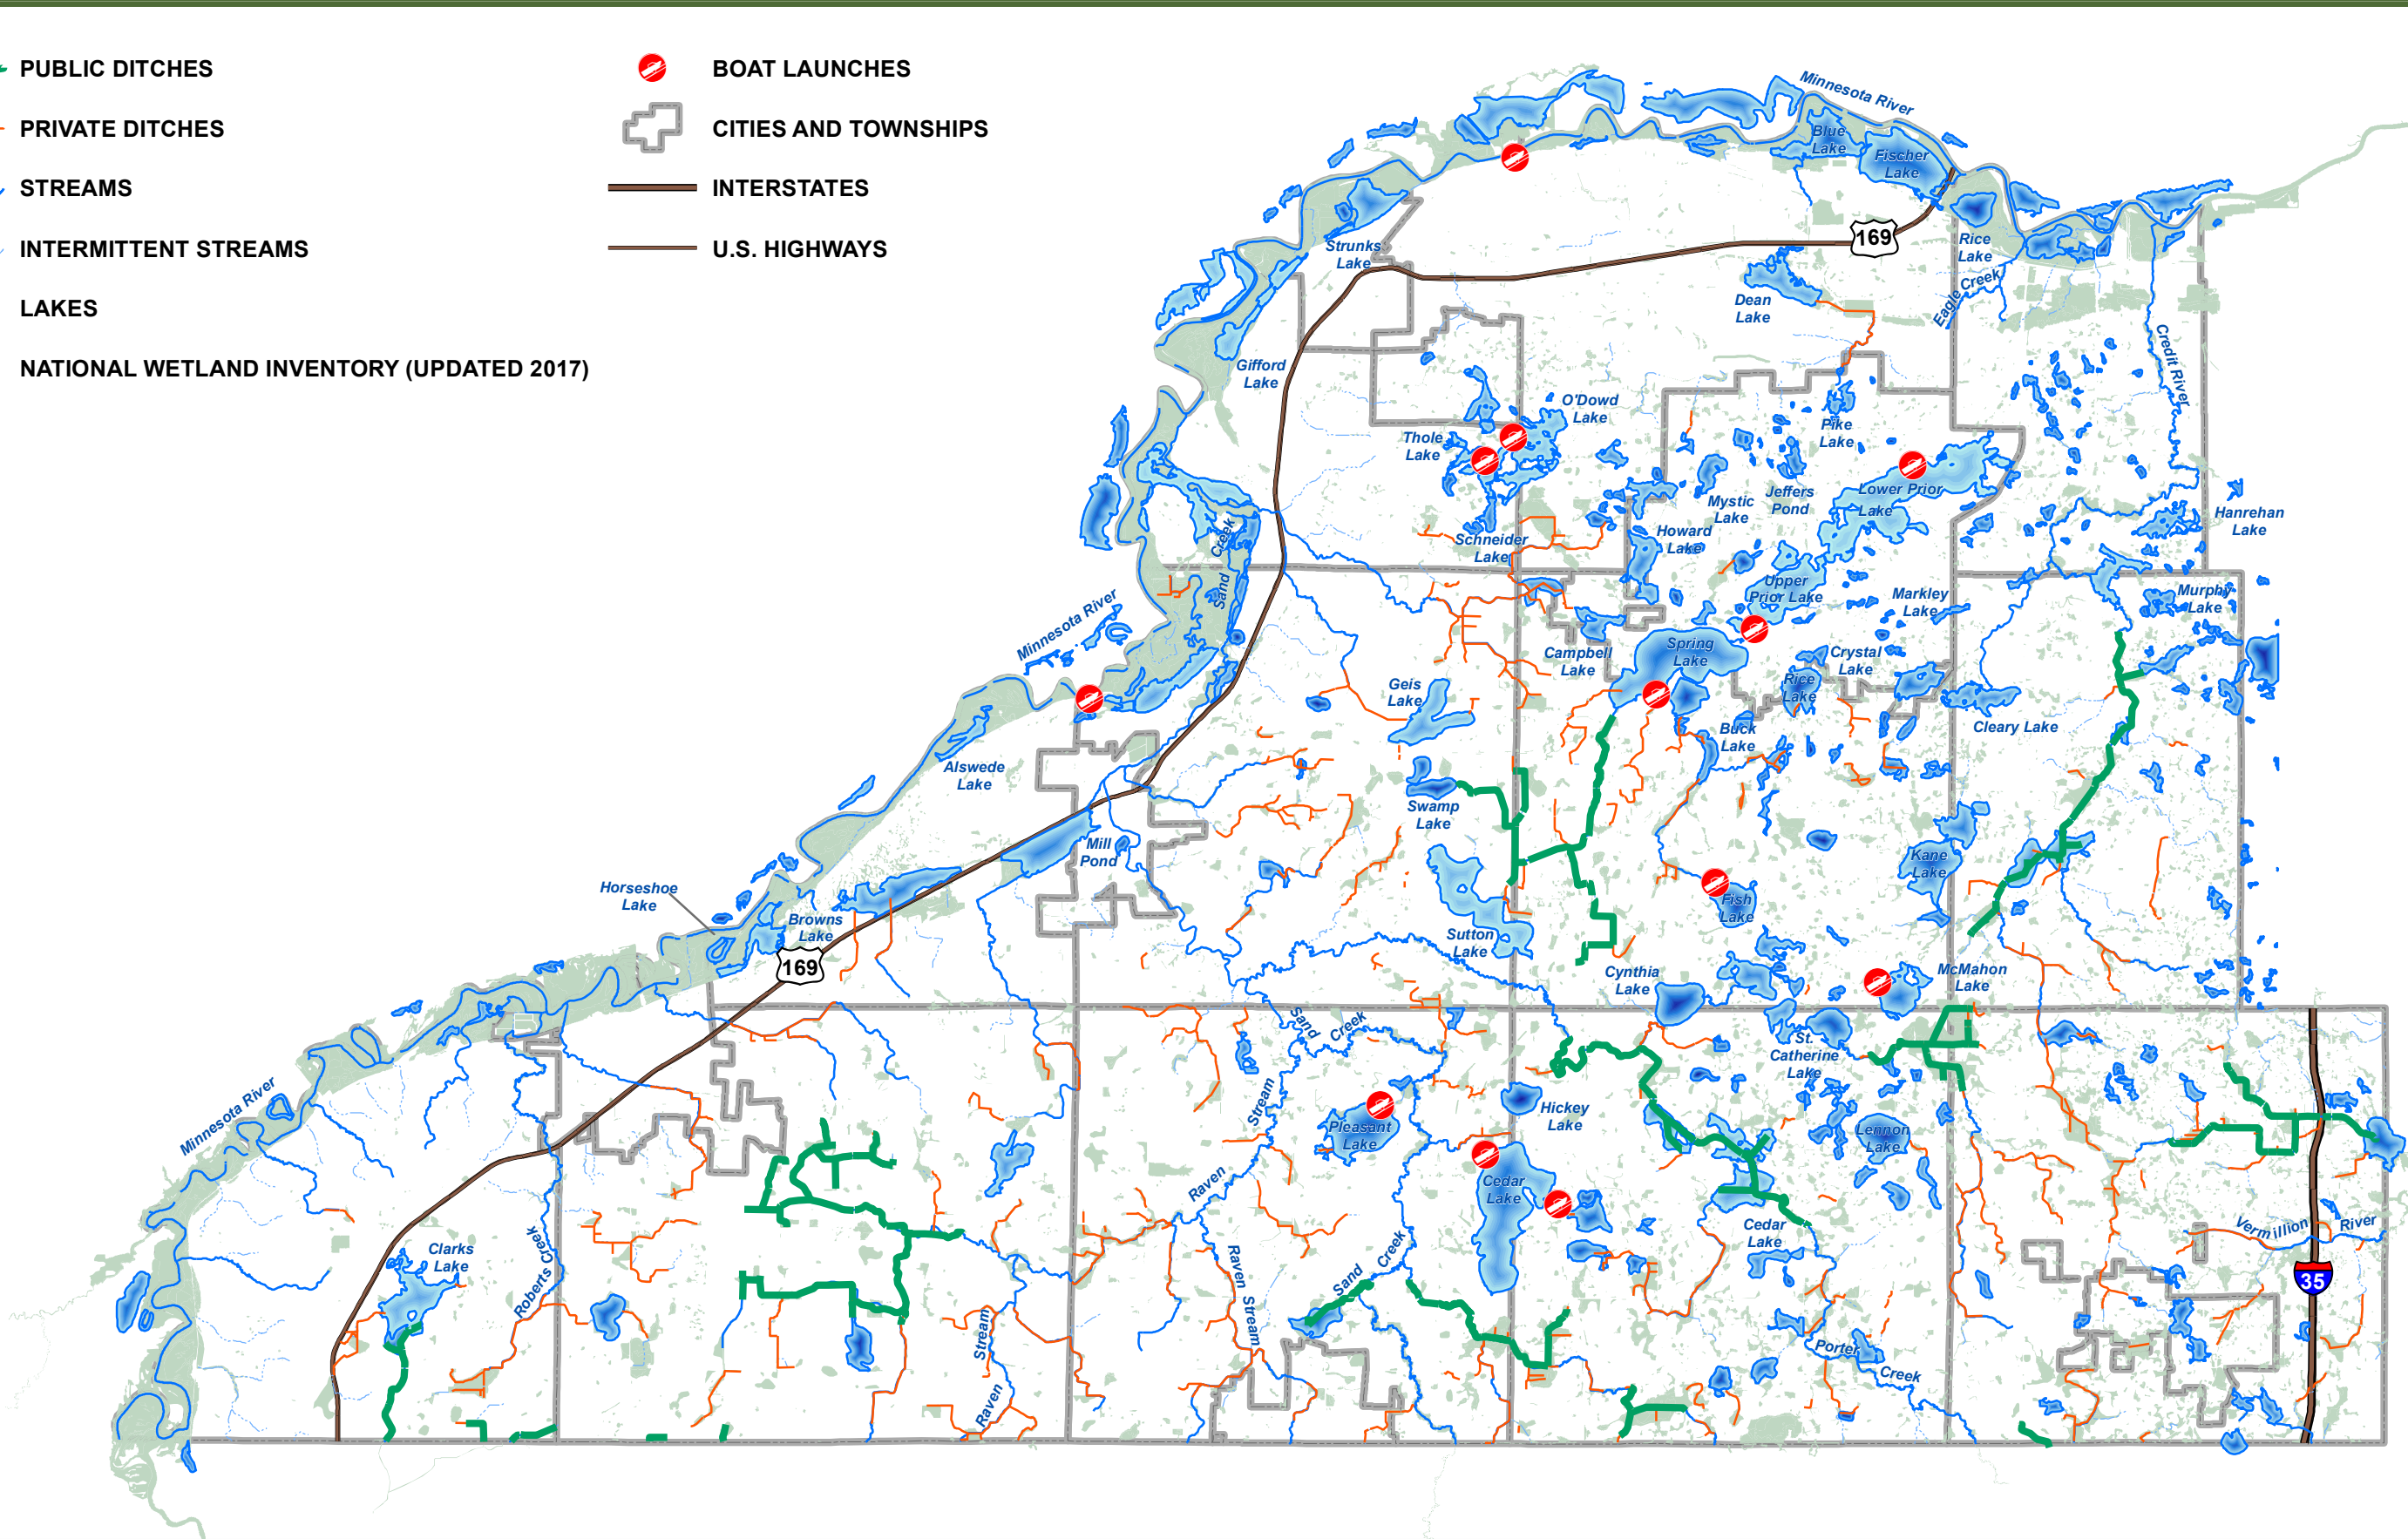 PUBLIC DITCHES
PRIVATE DITCHES
STREAMS
INTERMITTENT STREAMS
LAKES
NATIONAL WETLAND INVENTORY (UPDATED 2017)
BOAT LAUNCHES
CITIES AND TOWNSHIPS
INTERSTATES
U.S. HIGHWAYS
Minnesota River
Blue
Lake
Fischer
Lake
169
Strunks
Lake
Rice
Lake
Eagle Creek
Dean
Lake
Credit River
Gifford
Lake
O'Dowd
Lake
Thole
Lake
Pike
Lake
Lower Prior
Lake
Mystic
Lake
Jeffers
Pond
Hanrehan
Lake
Howard
Lake
Schneider
Lake
Sand Creek
Upper
Prior Lake
Markley
Lake
Murphy
Lake
Minnesota River
Spring
Lake
Campbell
Lake
Crystal
Lake
Rice
Lake
Geis
Lake
Buck
Lake
Cleary Lake
Alswede
Lake
Swamp
Lake
Mill
Pond
Kane
Lake
Horseshoe
Lake
Browns
Lake
Fish
Lake
169
Sutton
Lake
Cynthia
Lake
McMahon
Lake
Sand Creek
St.
Catherine
Lake
Minnesota River
Raven Stream
Hickey
Lake
Pleasant
Lake
Lennon
Lake
Cedar
Lake
Cedar
Lake
Vermillion River
Clarks
Lake
Roberts Creek
Raven Stream
Sand Creek
35
Raven Stream
Porter Creek